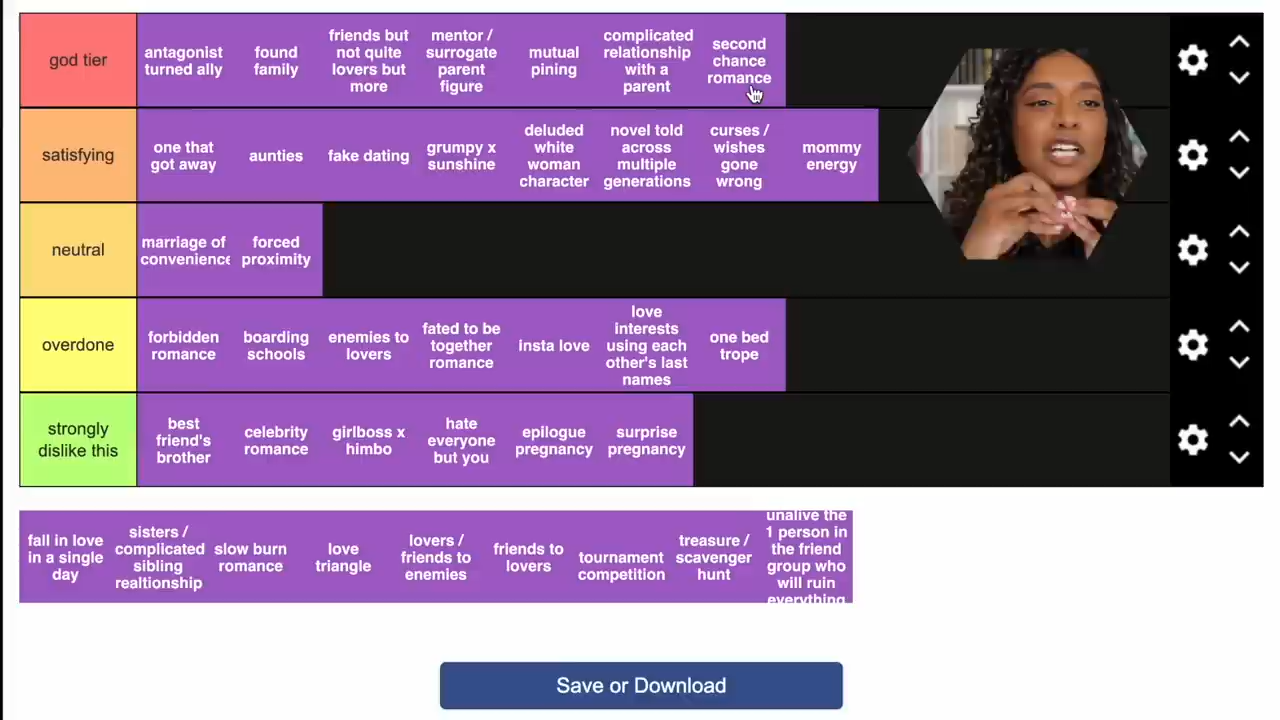 god tier
antagonist
turned ally
found
family
friends but
not quite
lovers but
more
mentor /
surrogate
parent
figure
mutual
pining
complicated
relationship
with a
parent
second
chance
romance
satisfying
one that
got away
aunties
fake dating
grumpy x
sunshine
deluded
white
woman
character
novel told
across
multiple
generations
curses /
wishes
gone
wrong
mommy
energy
neutral
marriage of
convenience
forced
proximity
overdone
forbidden
romance
boarding
schools
enemies to
lovers
fated to be
together
romance
insta love
love
interests
using each
other's last
names
one bed
trope
strongly
dislike this
best
friend's
brother
celebrity
romance
girlboss x
himbo
hate
everyone
but you
epilogue
pregnancy
surprise
pregnancy
fall in love
in a single
day
sisters /
complicated
sibling
realtionship
slow burn
romance
love
triangle
lovers /
friends to
enemies
friends to
lovers
tournament
competition
treasure /
scavenger
hunt
unalive the
1 person in
the friend
group who
will ruin
everything
Save or Download